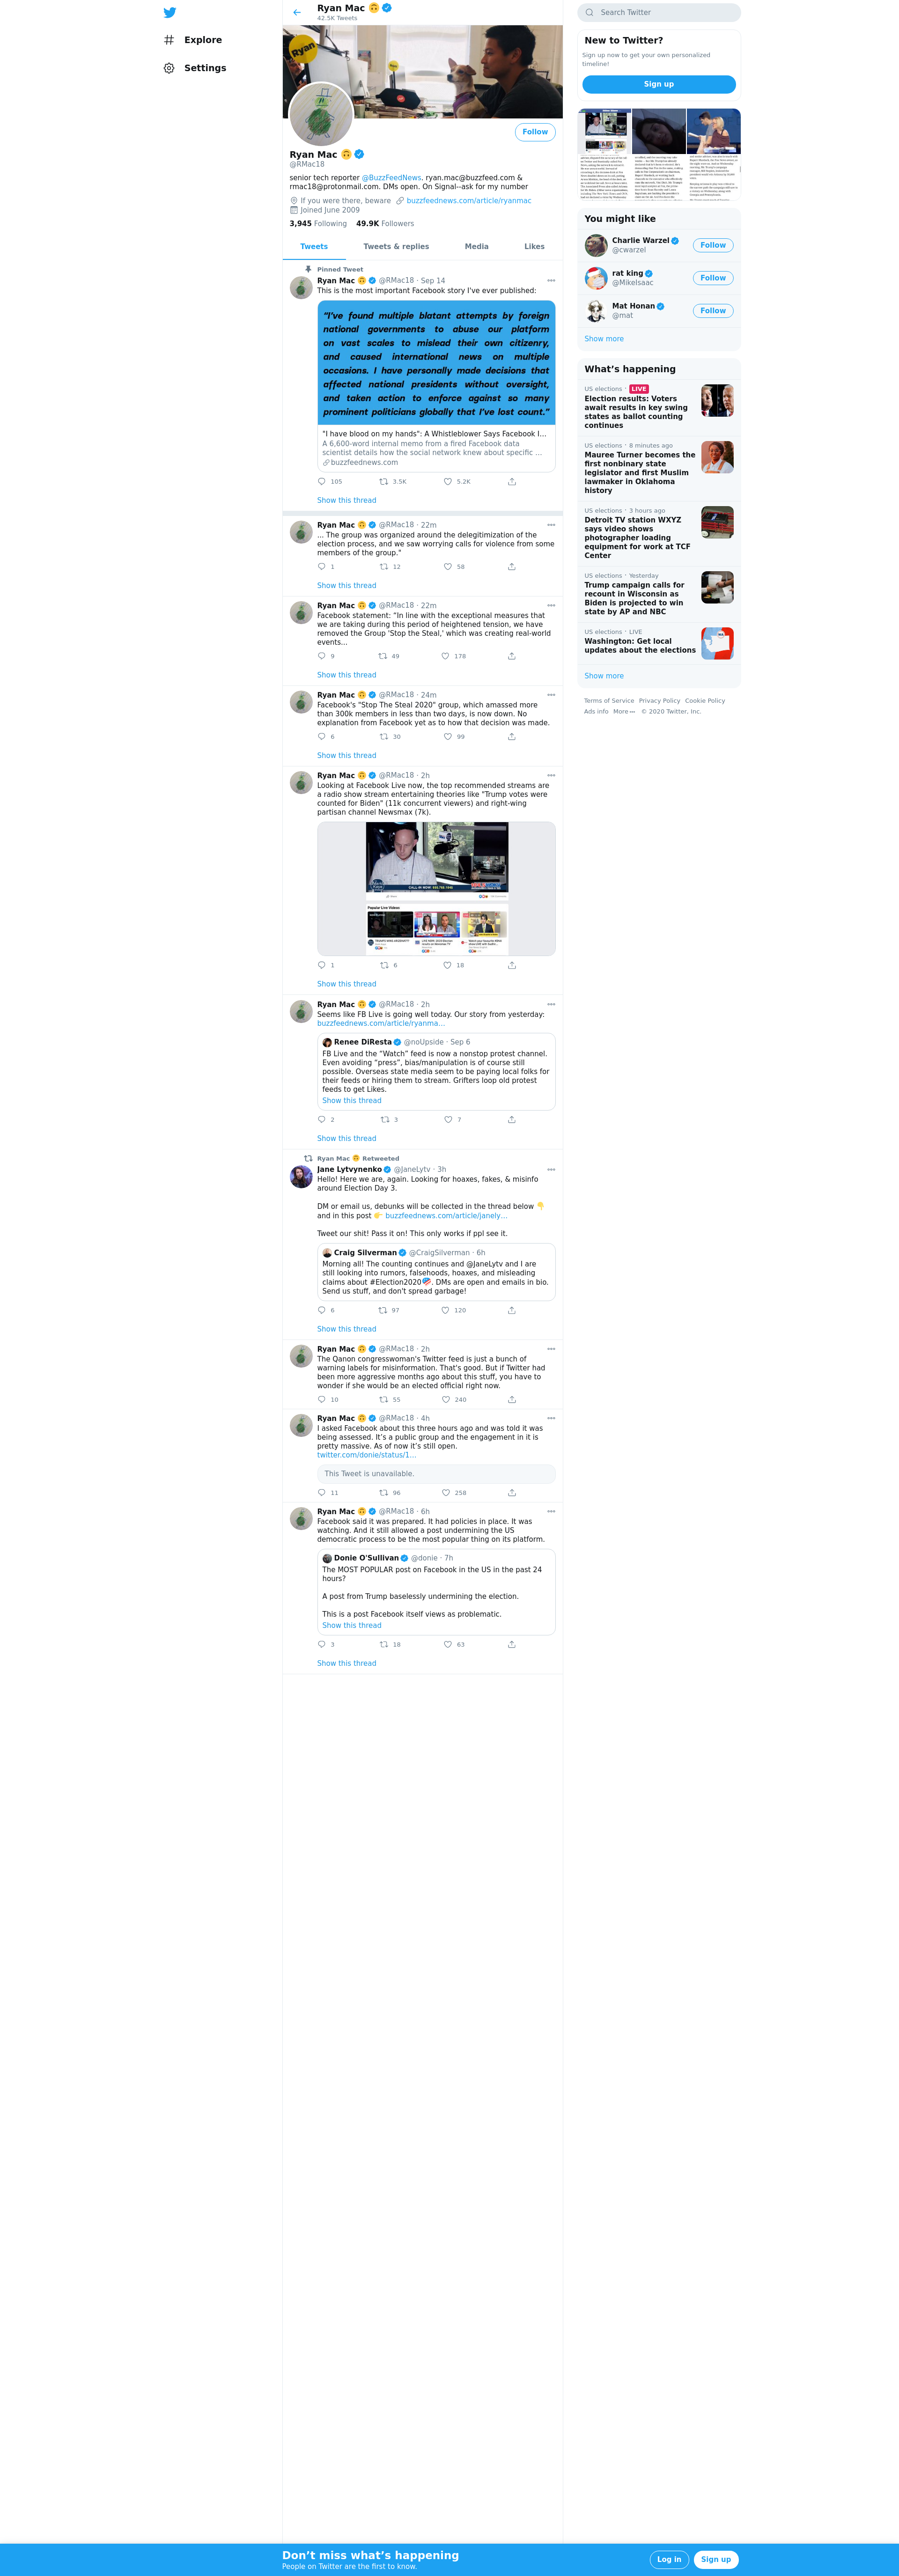 Explore
Settings
Ryan Mac 🙃
42.5K Tweets
Ryan
Follow
Ryan Mac 🙃
@RMac18
senior tech reporter @BuzzFeedNews. ryan.mac@buzzfeed.com &
rmac18@protonmail.com. DMs open. On Signal--ask for my number
If you were there, beware buzzfeednews.com/article/ryanmac
Joined June 2009
3,945 Following 49.9K Followers
Tweets Tweets & replies Media Likes
Pinned Tweet
Ryan Mac 🙃 @RMac18 · Sep 14
This is the most important Facebook story I've ever published:
“I’ve found multiple blatant attempts by foreign
national governments to abuse our platform
on vast scales to mislead their own citizenry,
and caused international news on multiple
occasions. I have personally made decisions that
affected national presidents without oversight,
and taken action to enforce against so many
prominent politicians globally that I’ve lost count.”
"I have blood on my hands": A Whistleblower Says Facebook I...
A 6,600-word internal memo from a fired Facebook data
scientist details how the social network knew about specific ...
buzzfeednews.com
105 3.5K 5.2K
Show this thread
Ryan Mac 🙃 @RMac18 · 22m
... The group was organized around the delegitimization of the
election process, and we saw worrying calls for violence from some
members of the group."
1 12 58
Show this thread
Ryan Mac 🙃 @RMac18 · 22m
Facebook statement: "In line with the exceptional measures that
we are taking during this period of heightened tension, we have
removed the Group 'Stop the Steal,' which was creating real-world
events...
9 49 178
Show this thread
Ryan Mac 🙃 @RMac18 · 24m
Facebook's "Stop The Steal 2020" group, which amassed more
than 300k members in less than two days, is now down. No
explanation from Facebook yet as to how that decision was made.
6 30 99
Show this thread
Ryan Mac 🙃 @RMac18 · 2h
Looking at Facebook Live now, the top recommended streams are
a radio show stream entertaining theories like "Trump votes were
counted for Biden" (11k concurrent viewers) and right-wing
partisan channel Newsmax (7k).
Popular Live Videos
1 6 18
Show this thread
Ryan Mac 🙃 @RMac18 · 2h
Seems like FB Live is going well today. Our story from yesterday:
buzzfeednews.com/article/ryanma…
Renee DiResta @noUpside · Sep 6
FB Live and the “Watch” feed is now a nonstop protest channel.
Even avoiding “press”, bias/manipulation is of course still
possible. Overseas state media seem to be paying local folks for
their feeds or hiring them to stream. Grifters loop old protest
feeds to get Likes.
Show this thread
2 3 7
Show this thread
Ryan Mac 🙃 Retweeted
Jane Lytvynenko @JaneLytv · 3h
Hello! Here we are, again. Looking for hoaxes, fakes, & misinfo
around Election Day 3.
DM or email us, debunks will be collected in the thread below 👇
and in this post 👉 buzzfeednews.com/article/janely…
Tweet our shit! Pass it on! This only works if ppl see it.
Craig Silverman @CraigSilverman · 6h
Morning all! The counting continues and @JaneLytv and I are
still looking into rumors, falsehoods, hoaxes, and misleading
claims about #Election2020. DMs are open and emails in bio.
Send us stuff, and don't spread garbage!
6 97 120
Show this thread
Ryan Mac 🙃 @RMac18 · 2h
The Qanon congresswoman's Twitter feed is just a bunch of
warning labels for misinformation. That's good. But if Twitter had
been more aggressive months ago about this stuff, you have to
wonder if she would be an elected official right now.
10 55 240
Ryan Mac 🙃 @RMac18 · 4h
I asked Facebook about this three hours ago and was told it was
being assessed. It’s a public group and the engagement in it is
pretty massive. As of now it’s still open.
twitter.com/donie/status/1…
This Tweet is unavailable.
11 96 258
Ryan Mac 🙃 @RMac18 · 6h
Facebook said it was prepared. It had policies in place. It was
watching. And it still allowed a post undermining the US
democratic process to be the most popular thing on its platform.
Donie O'Sullivan @donie · 7h
The MOST POPULAR post on Facebook in the US in the past 24
hours?
A post from Trump baselessly undermining the election.
This is a post Facebook itself views as problematic.
Show this thread
3 18 63
Show this thread
Search Twitter
New to Twitter?
Sign up now to get your own personalized
timeline!
Sign up
You might like
Charlie Warzel
@cwarzel
Follow
rat king
@MikeIsaac
Follow
Mat Honan
@mat
Follow
Show more
What’s happening
US elections · LIVE
Election results: Voters
await results in key swing
states as ballot counting
continues
US elections · 8 minutes ago
Mauree Turner becomes the
first nonbinary state
legislator and first Muslim
lawmaker in Oklahoma
history
US elections · 3 hours ago
Detroit TV station WXYZ
says video shows
photographer loading
equipment for work at TCF
Center
US elections · Yesterday
Trump campaign calls for
recount in Wisconsin as
Biden is projected to win
state by AP and NBC
US elections · LIVE
Washington: Get local
updates about the elections
Show more
Terms of Service Privacy Policy Cookie Policy
Ads info More © 2020 Twitter, Inc.
Don’t miss what’s happening
People on Twitter are the first to know.
Log in
Sign up